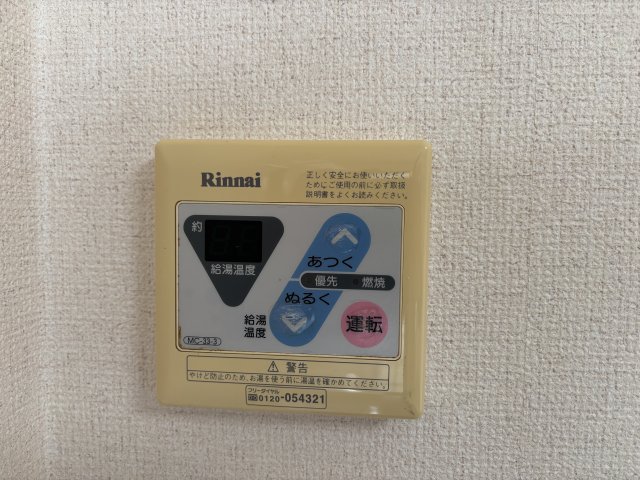 Rinnai
正しく安全にお使いいただく
ためにご使用の前に必ず取扱
説明書をよくお読みください。
約
給湯温度
あつく
優先 燃焼
ぬるく
給湯
温度
運転
MC-33-3
警告
やけど防止のため、お湯を使う前に湯温を確かめてください。
フリーダイヤル
0120-054321